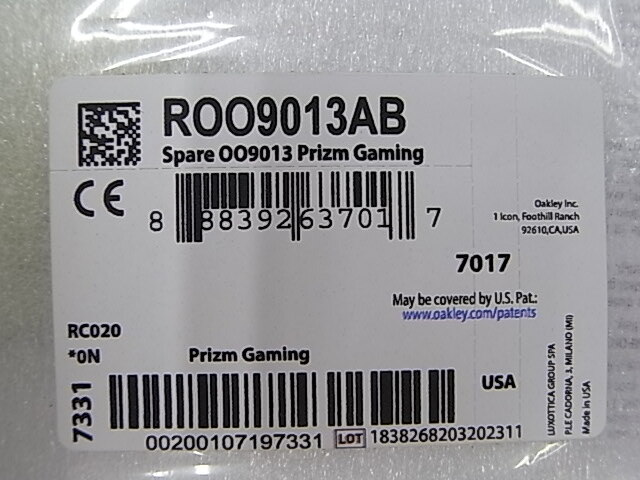 ROO9013AB
Spare OO9013 Prizm Gaming
CE
8 88392 63701 7
Oakley Inc.
1 Icon, Foothill Ranch
92610,CA,USA
7017
May be covered by U.S. Pat.:
www.oakley.com/patents
RC020
*0N
Prizm Gaming
7331
USA
00200107197331 LOT 1838268203202311
LUXOTTICA GROUP SPA
P.LE CADORNA, 3, MILANO (MI)
Made in USA